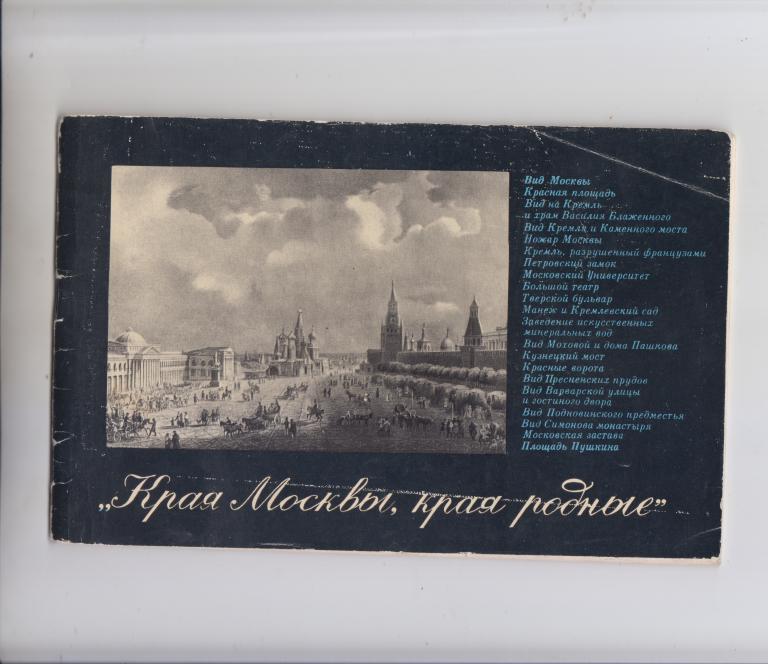 Вид Москвы
Красная площадь
Вид на Кремль
и храм Василия Блаженного
Вид Кремля и Каменного моста
Пожар Москвы
Кремль, разрушенный французами
Петровский замок
Московский Университет
Большой театр
Тверской бульвар
Манеж и Кремлевский сад
Заведение искусственных
минеральных вод
Вид Моховой и дома Пашкова
Кузнецкий мост
Красные ворота
Вид Пресненских прудов
Вид Варварской улицы
и гостиного двора
Вид Подновинского предместья
Вид Симонова монастыря
Московская застава
Площадь Пушкина
„Края Москвы, края родные”